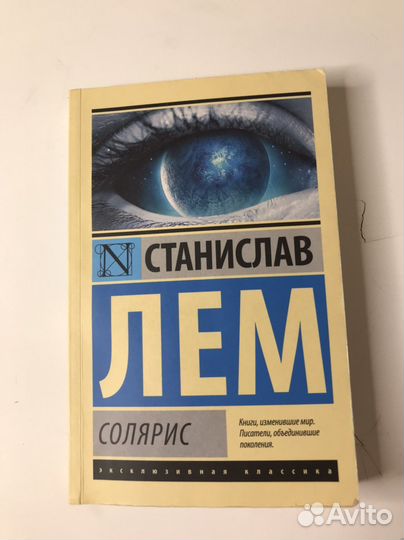 N
СТАНИСЛАВ
ЛЕМ
СОЛЯРИС
Книги, изменившие мир.
Писатели, объединившие
поколения.
эксклюзивная классика
Avito